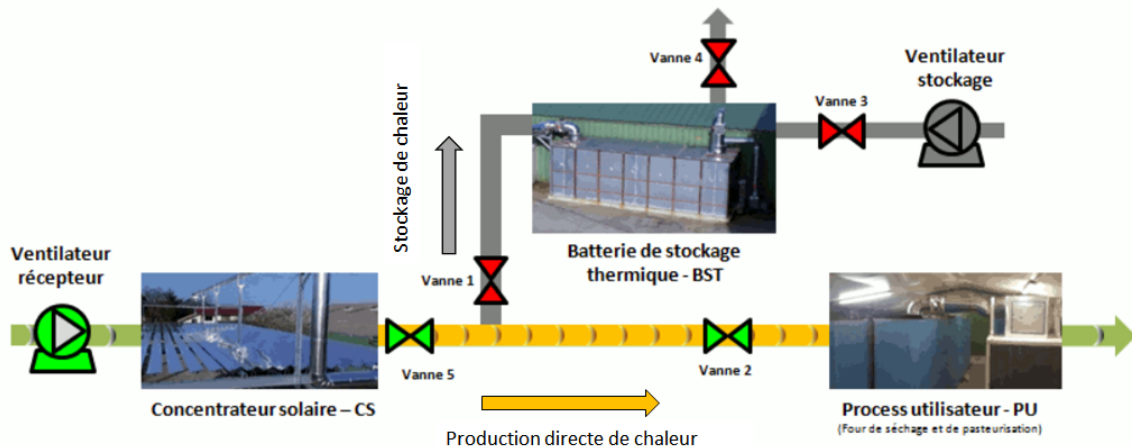 Vanne 4
Ventilateur
stockage
Vanne 3
Stockage de chaleur
Batterie de stockage
thermique - BST
Ventilateur
récepteur
Vanne 1
Vanne 5
Vanne 2
Concentrateur solaire – CS
Process utilisateur - PU
(Four de séchage et de pasteurisation)
Production directe de chaleur